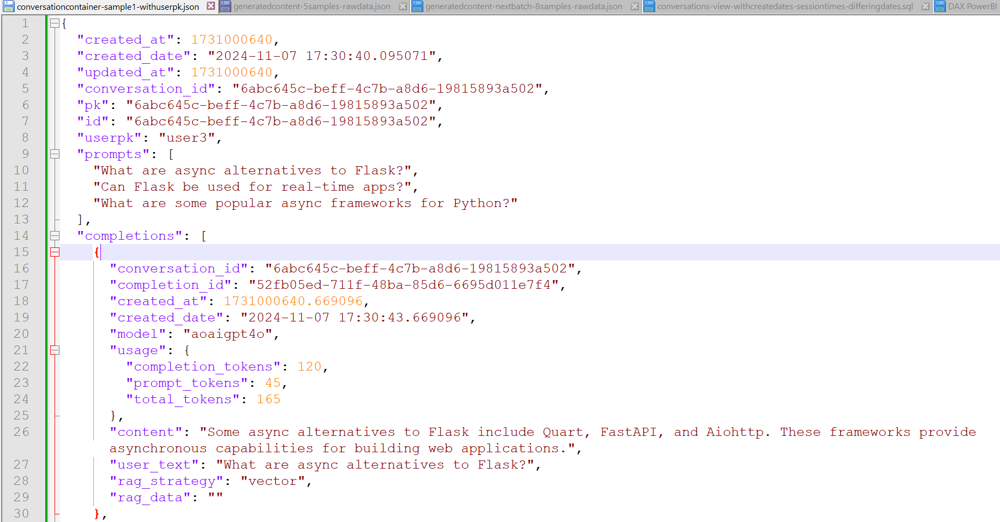 conversationcontainer-sample1-withuserpk.json generatedcontent-5samples-rawdata.json generatedcontent-nextbatch-8samples-rawdata.json conversations-view-withcreatedates-sessiontimes-differingdates.sql DAX PowerBI
1 {
2 "created_at": 1731000640,
3 "created_date": "2024-11-07 17:30:40.095071",
4 "updated_at": 1731000640,
5 "conversation_id": "6abc645c-beff-4c7b-a8d6-19815893a502",
6 "pk": "6abc645c-beff-4c7b-a8d6-19815893a502",
7 "id": "6abc645c-beff-4c7b-a8d6-19815893a502",
8 "userpk": "user3",
9 "prompts": [
10 "What are async alternatives to Flask?",
11 "Can Flask be used for real-time apps?",
12 "What are some popular async frameworks for Python?"
13 ],
14 "completions": [
15 {
16 "conversation_id": "6abc645c-beff-4c7b-a8d6-19815893a502",
17 "completion_id": "52fb05ed-711f-48ba-85d6-6695d011e7f4",
18 "created_at": 1731000640.669096,
19 "created_date": "2024-11-07 17:30:43.669096",
20 "model": "aoaigpt4o",
21 "usage": {
22 "completion_tokens": 120,
23 "prompt_tokens": 45,
24 "total_tokens": 165
25 },
26 "content": "Some async alternatives to Flask include Quart, FastAPI, and Aiohttp. These frameworks provide
asynchronous capabilities for building web applications.",
27 "user_text": "What are async alternatives to Flask?",
28 "rag_strategy": "vector",
29 "rag_data": ""
30 },